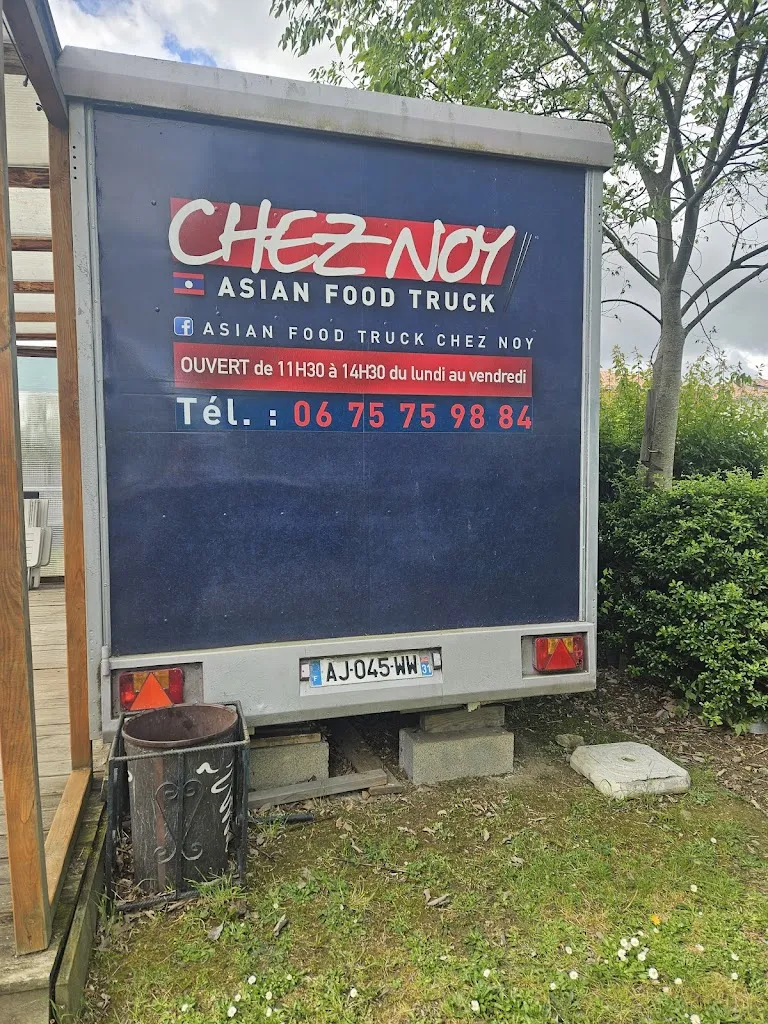 CHEZ NOY
ASIAN FOOD TRUCK
f ASIAN FOOD TRUCK CHEZ NOY
OUVERT de 11H30 à 14H30 du lundi au vendredi
Tél. : 06 75 75 98 84
F AJ-045-WW 31